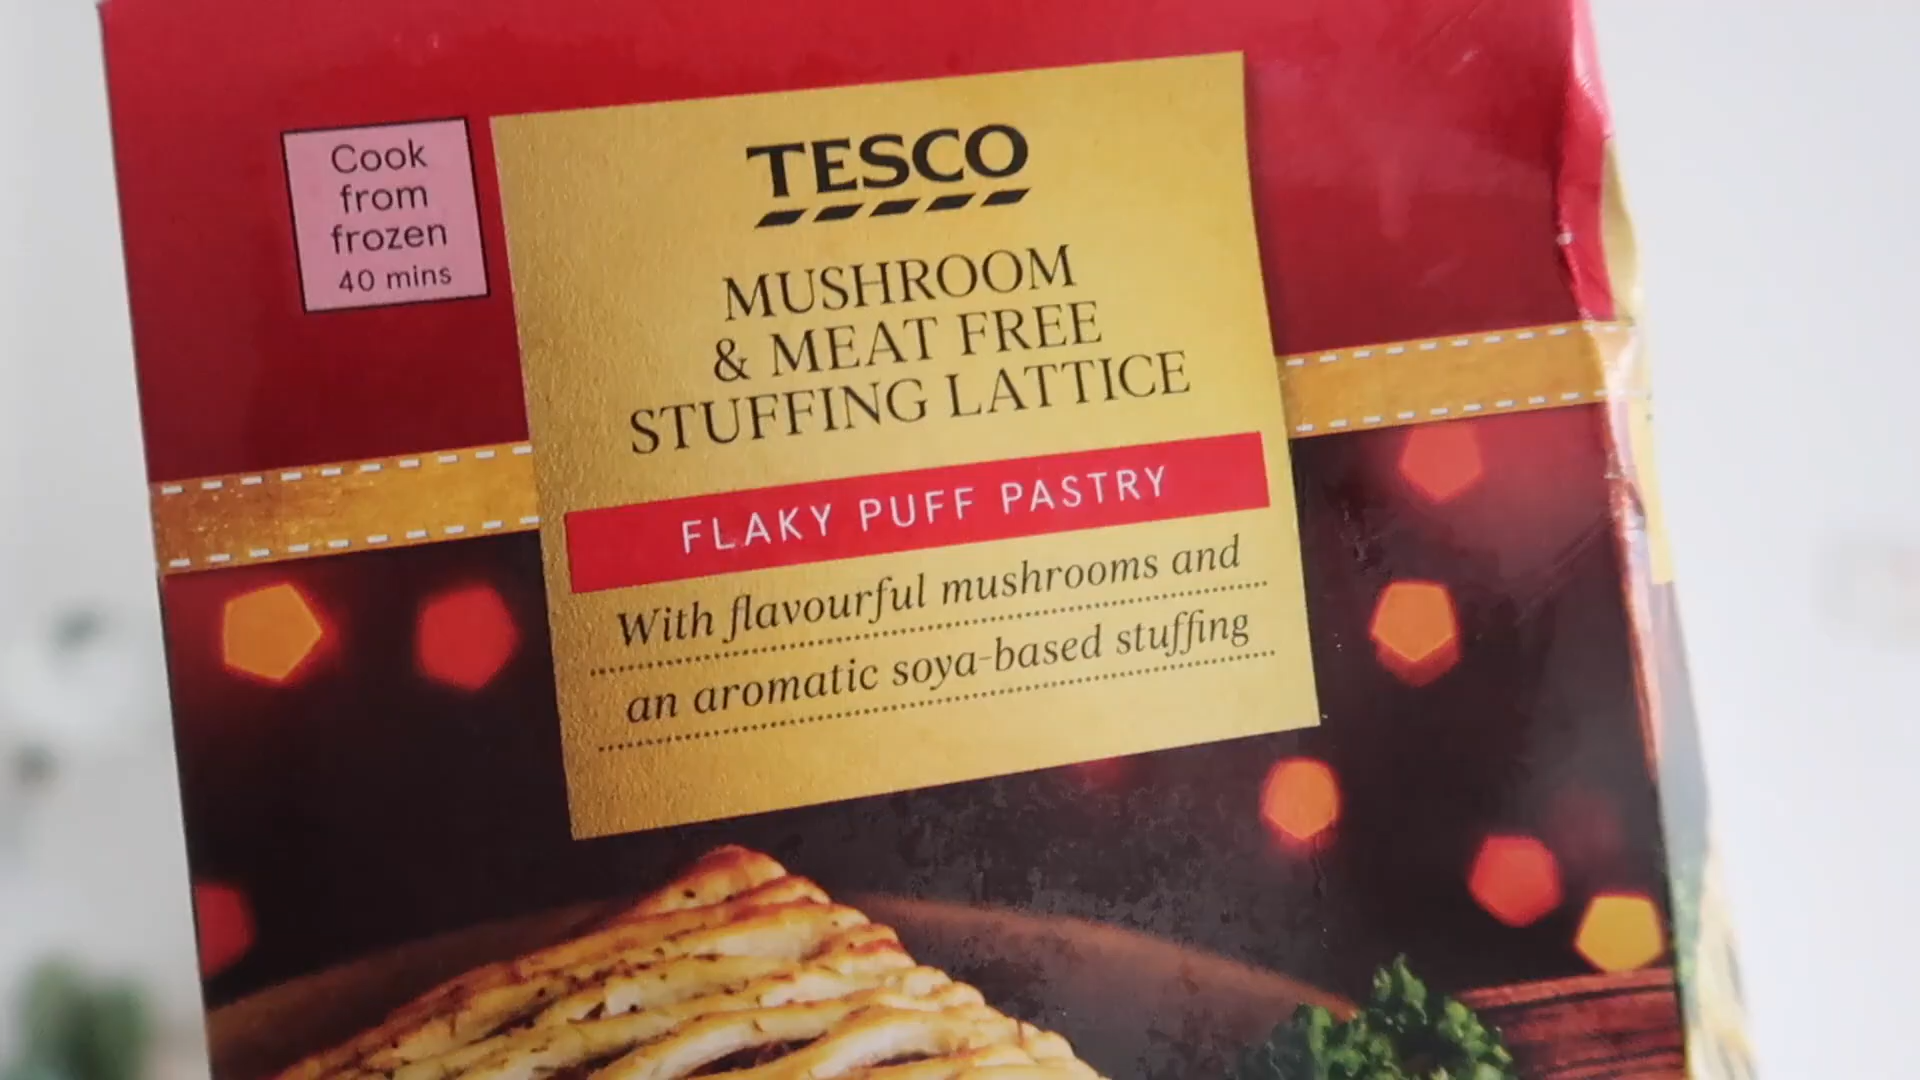 Cook
from
frozen
40 mins
TESCO
MUSHROOM
& MEAT FREE
STUFFING LATTICE
FLAKY PUFF PASTRY
With flavourful mushrooms and
an aromatic soya-based stuffing